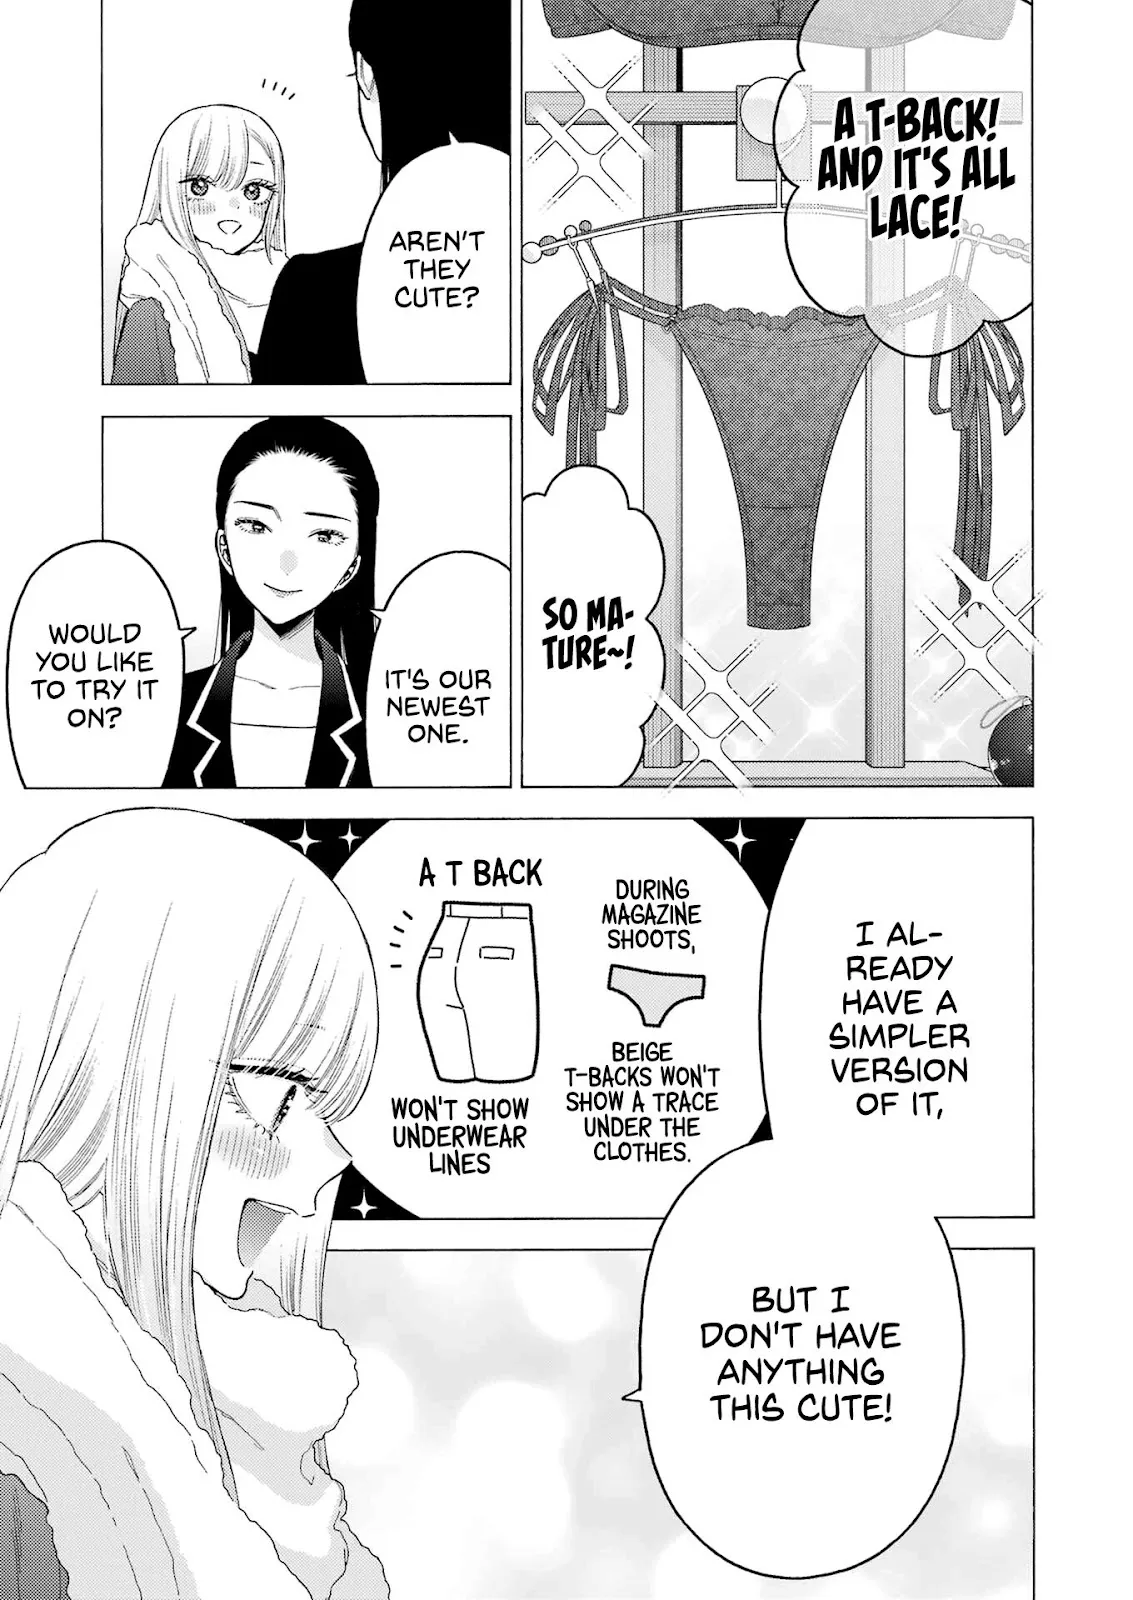 A T-BACK!
AND IT'S ALL
LACE!
SO MA-
TURE~!
AREN'T
THEY
CUTE?
IT'S OUR
NEWEST
ONE.
WOULD
YOU LIKE
TO TRY IT
ON?
I AL-
READY
HAVE A
SIMPLER
VERSION
OF IT,
DURING
MAGAZINE
SHOOTS,
BEIGE
T-BACKS WON'T
SHOW A TRACE
UNDER THE
CLOTHES.
A T BACK
WON'T SHOW
UNDERWEAR
LINES
BUT I
DON'T HAVE
ANYTHING
THIS CUTE!